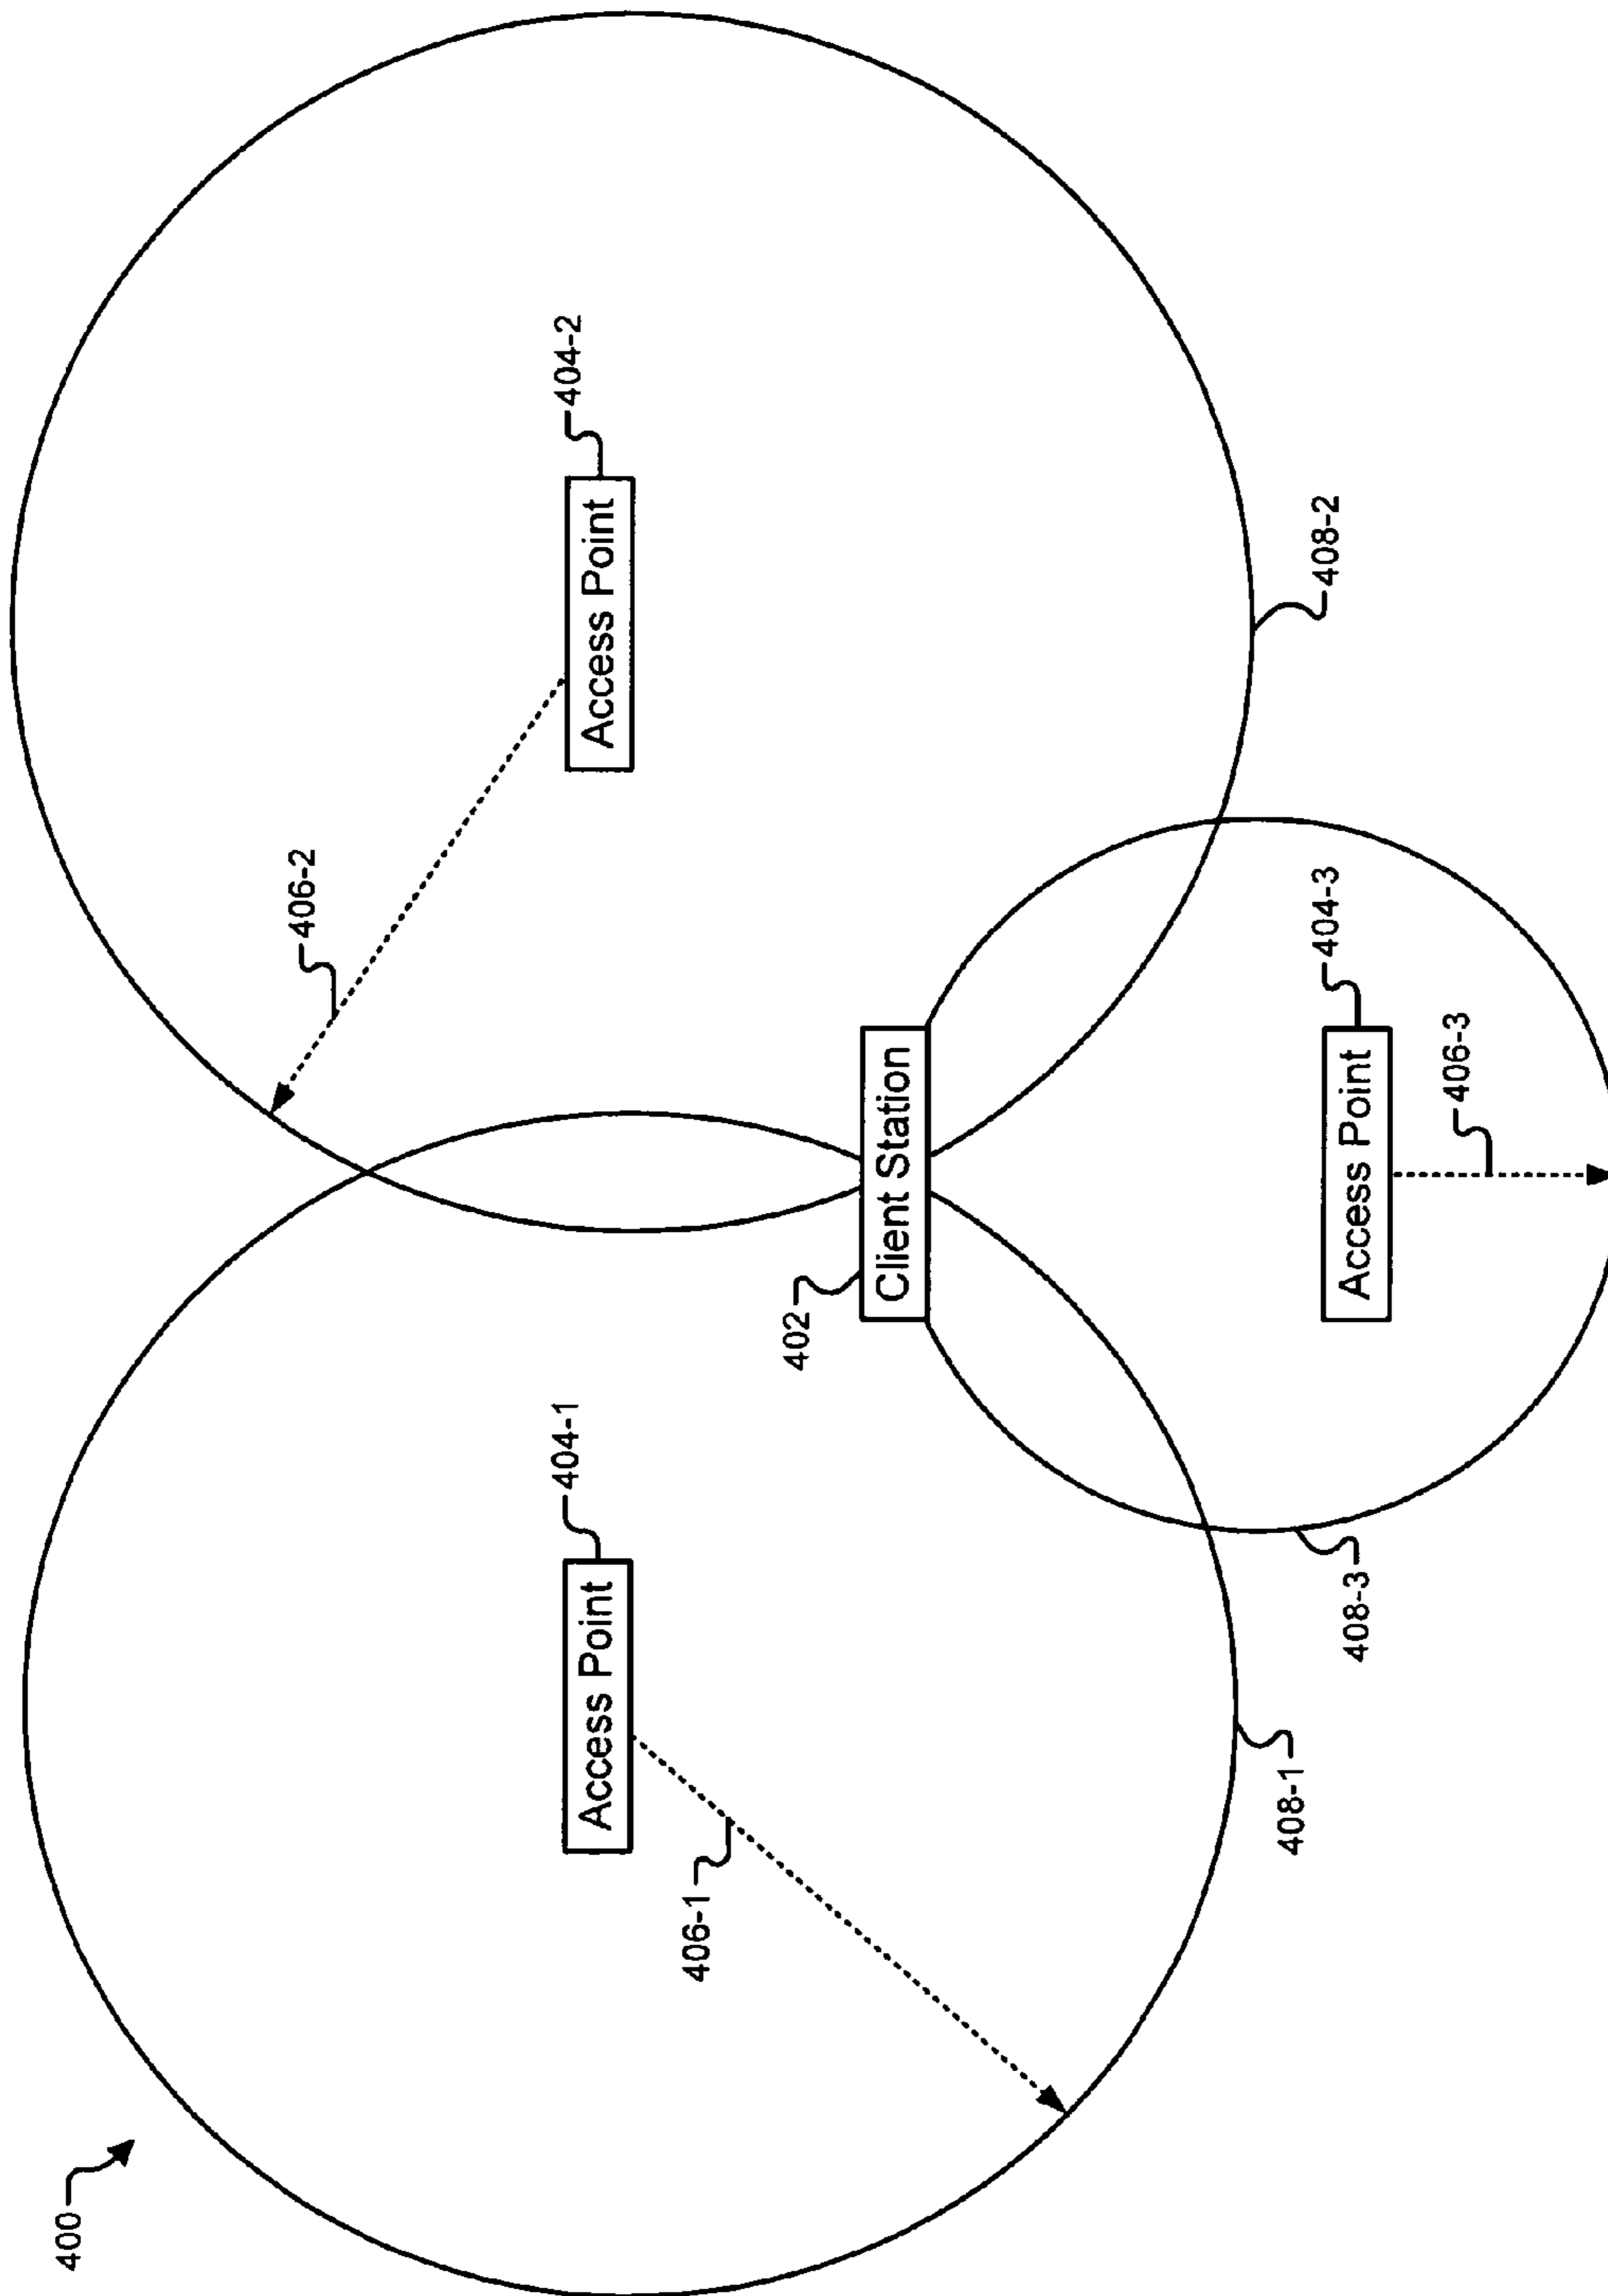 400
404-1
Access Point
406-1
408-1
406-2
404-2
Access Point
402
Client Station
408-2
408-3
404-3
Access Point
406-3